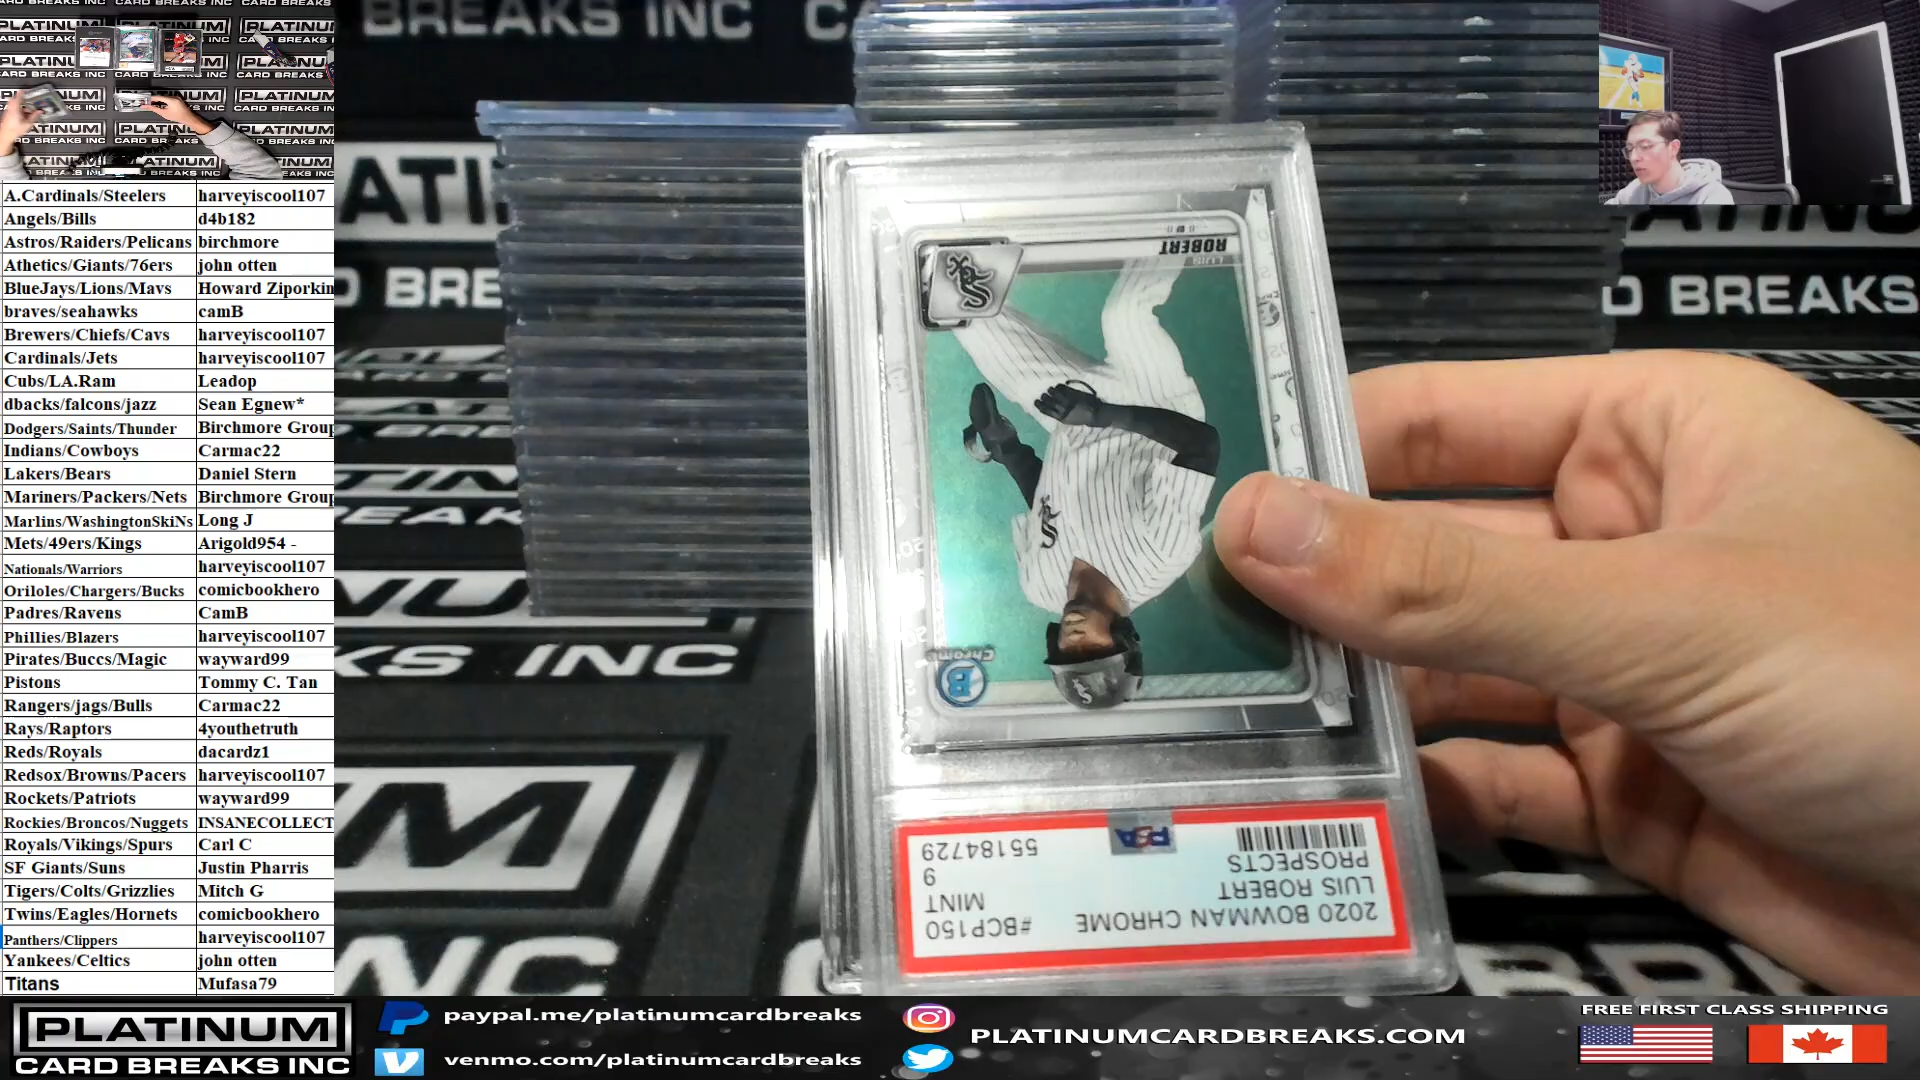 A.Cardinals/Steelers harveyiscool107
Angels/Bills d4b182
Astros/Raiders/Pelicans birchmore
Athetics/Giants/76ers john otten
BlueJays/Lions/Mavs Howard Ziporkin
braves/seahawks camB
Brewers/Chiefs/Cavs harveyiscool107
Cardinals/Jets harveyiscool107
Cubs/LA.Ram Leadop
dbacks/falcons/jazz Sean Egnew*
Dodgers/Saints/Thunder Birchmore Group
Indians/Cowboys Carmac22
Lakers/Bears Daniel Stern
Mariners/Packers/Nets Birchmore Group
Marlins/WashingtonSkiNs Long J
Mets/49ers/Kings Arigold954 -
Nationals/Warriors harveyiscool107
Oriloles/Chargers/Bucks comicbookhero
Padres/Ravens CamB
Phillies/Blazers harveyiscool107
Pirates/Buccs/Magic wayward99
Pistons Tommy C. Tan
Rangers/jags/Bulls Carmac22
Rays/Raptors 4youthetruth
Reds/Royals dacardz1
Redsox/Browns/Pacers harveyiscool107
Rockets/Patriots wayward99
Rockies/Broncos/Nuggets INSANECOLLECT
Royals/Vikings/Spurs Carl C
SF Giants/Suns Justin Pharris
Tigers/Colts/Grizzlies Mitch G
Twins/Eagles/Hornets comicbookhero
Panthers/Clippers harveyiscool107
Yankees/Celtics john otten
Titans Mufasa79
2020 BOWMAN CHROME #BCP150
LUIS ROBERT MINT
PROSPECTS 9
PSA 55184729
LUIS
ROBERT
Sox
B
Chrome
BREAKS INC
D BREAKS
PLATINUM
CARD BREAKS INC
paypal.me/platinumcardbreaks
venmo.com/platinumcardbreaks
PLATINUMCARDBREAKS.COM
FREE FIRST CLASS SHIPPING